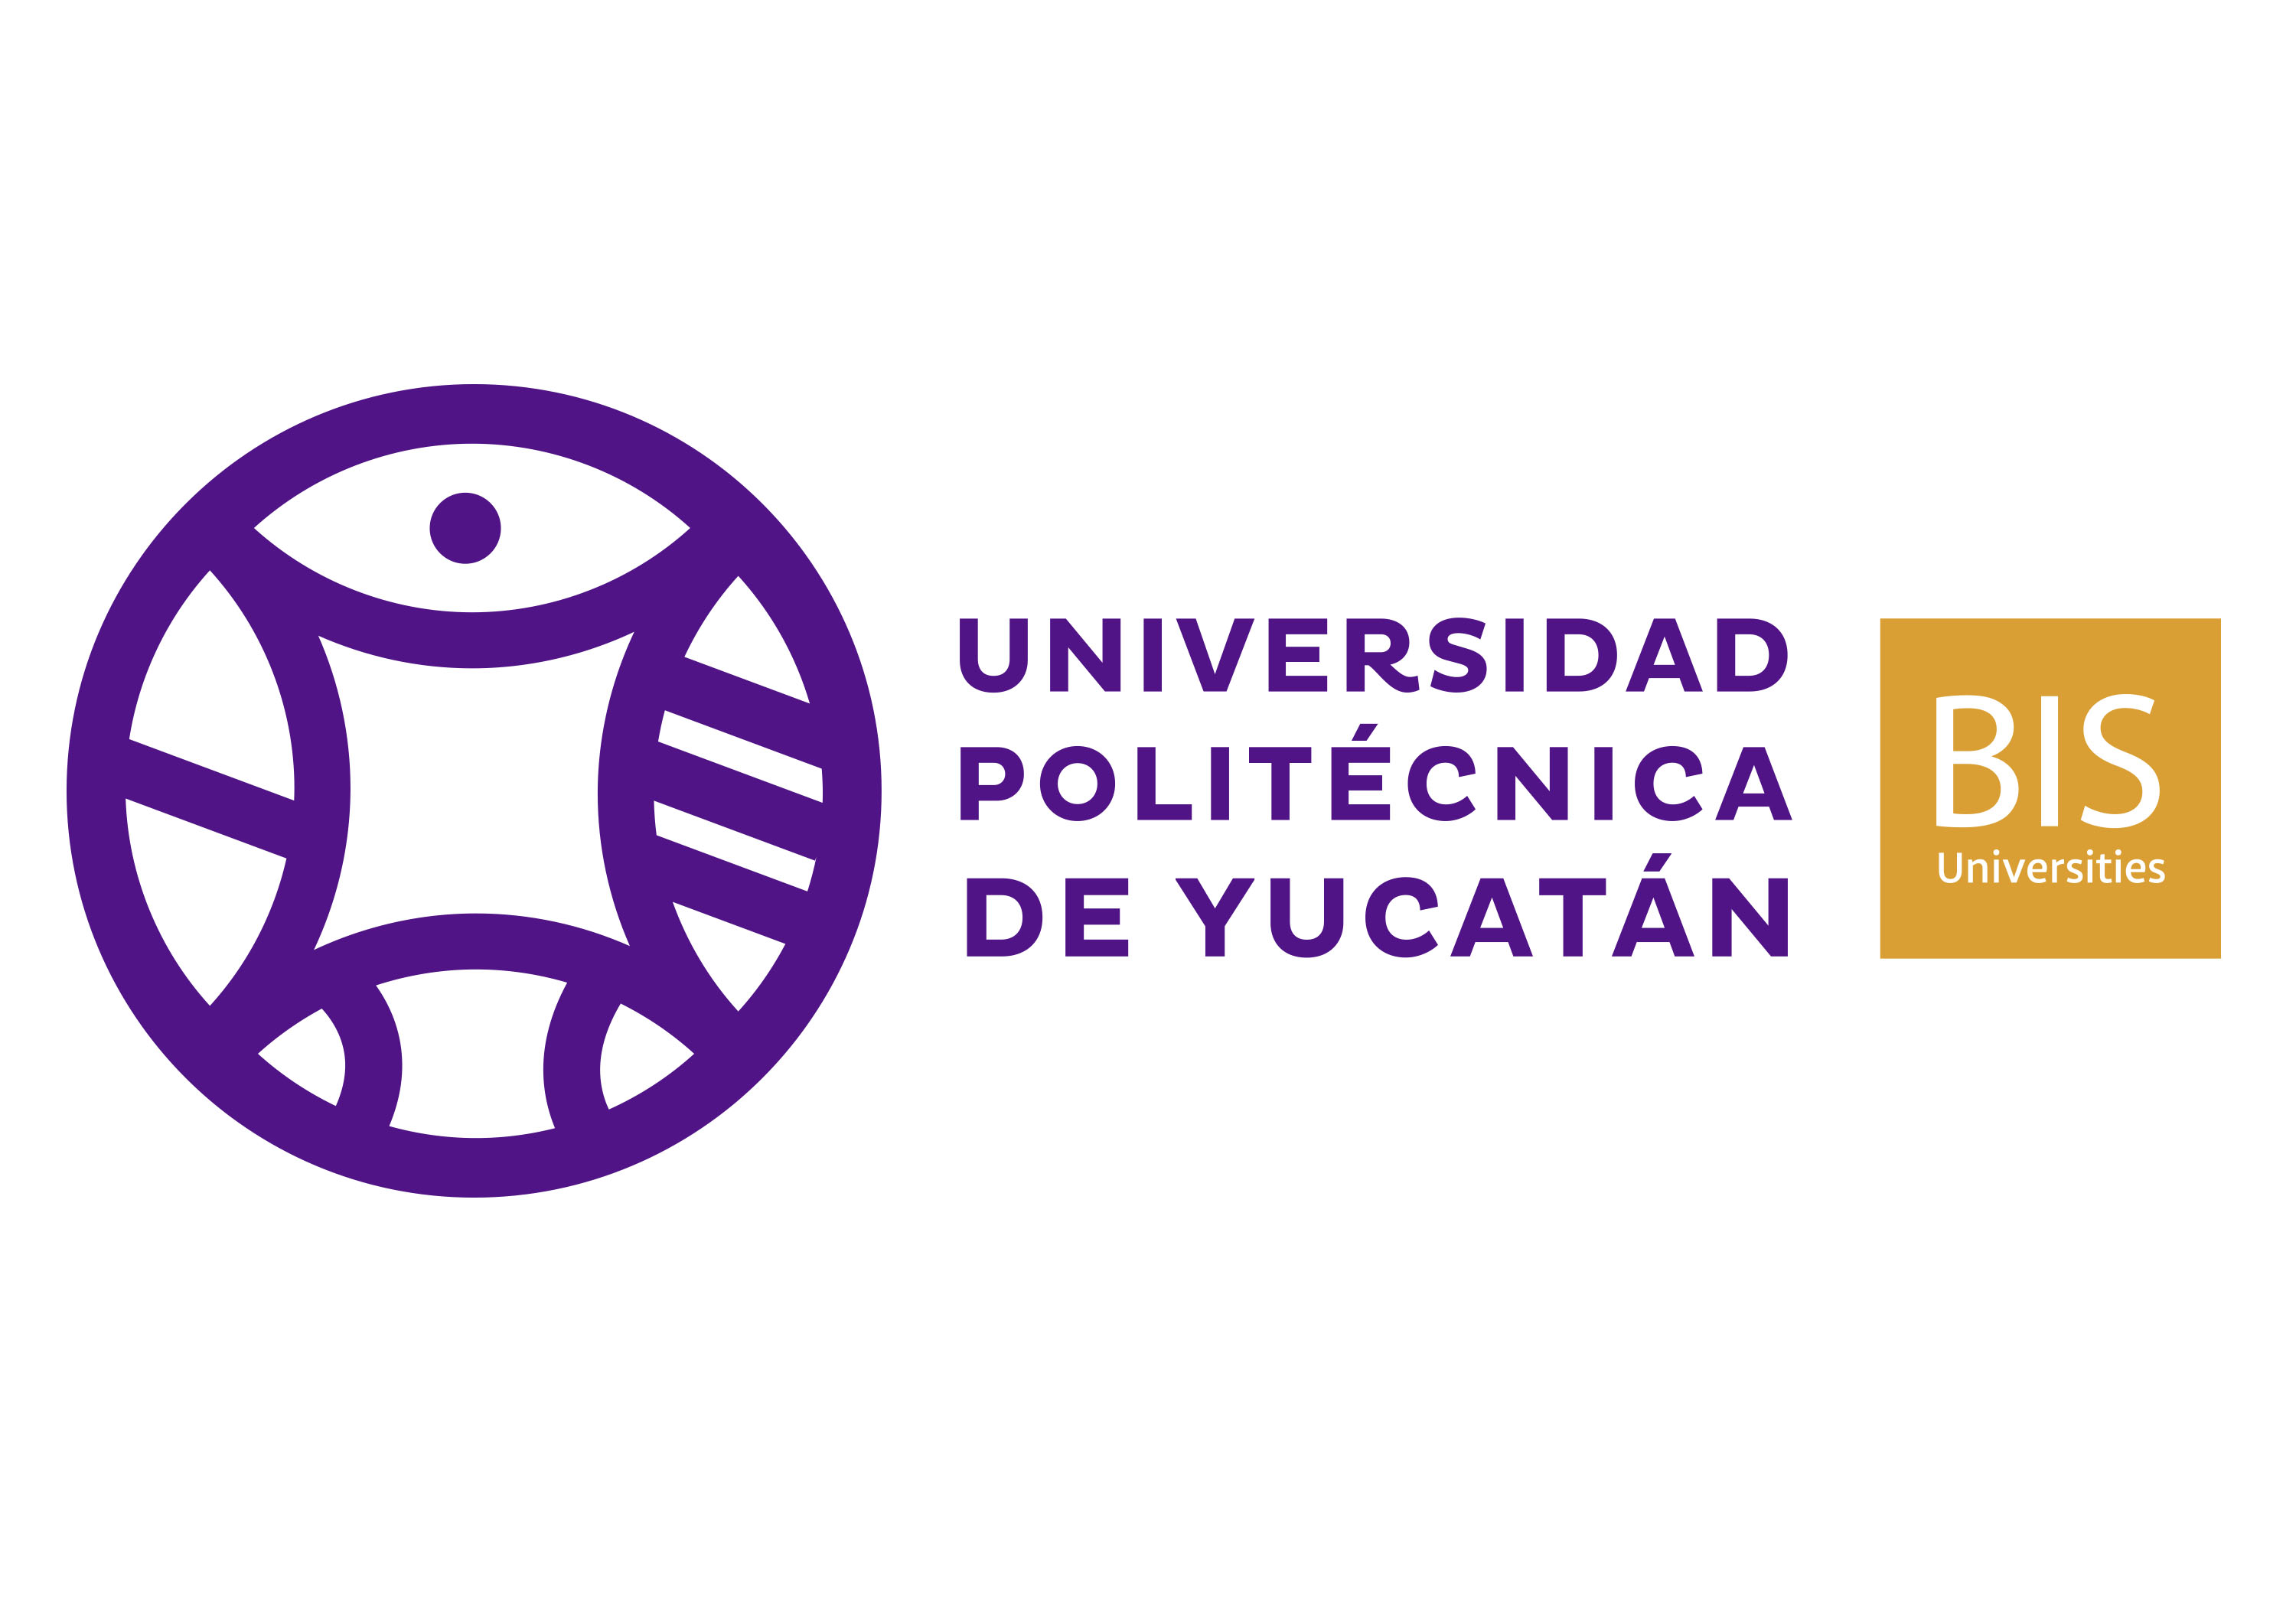 UNIVERSIDAD
POLITÉCNICA
DE YUCATÁN
BIS
Universities